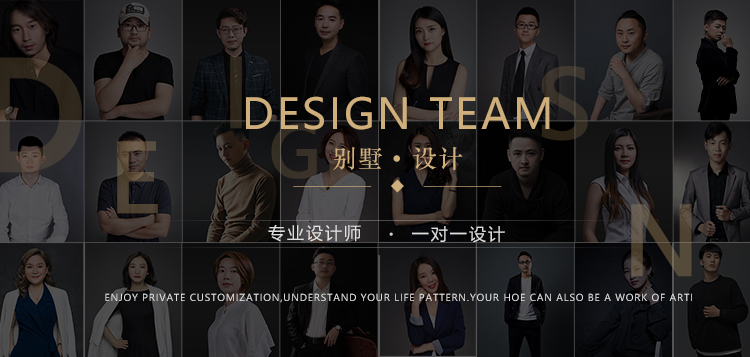 DESIGN
DESIGN TEAM
别墅·设计
专业设计师 · 一对一设计
ENJOY PRIVATE CUSTOMIZATION,UNDERSTAND YOUR LIFE PATTERN.YOUR HOE CAN ALSO BE A WORK OF ARTI